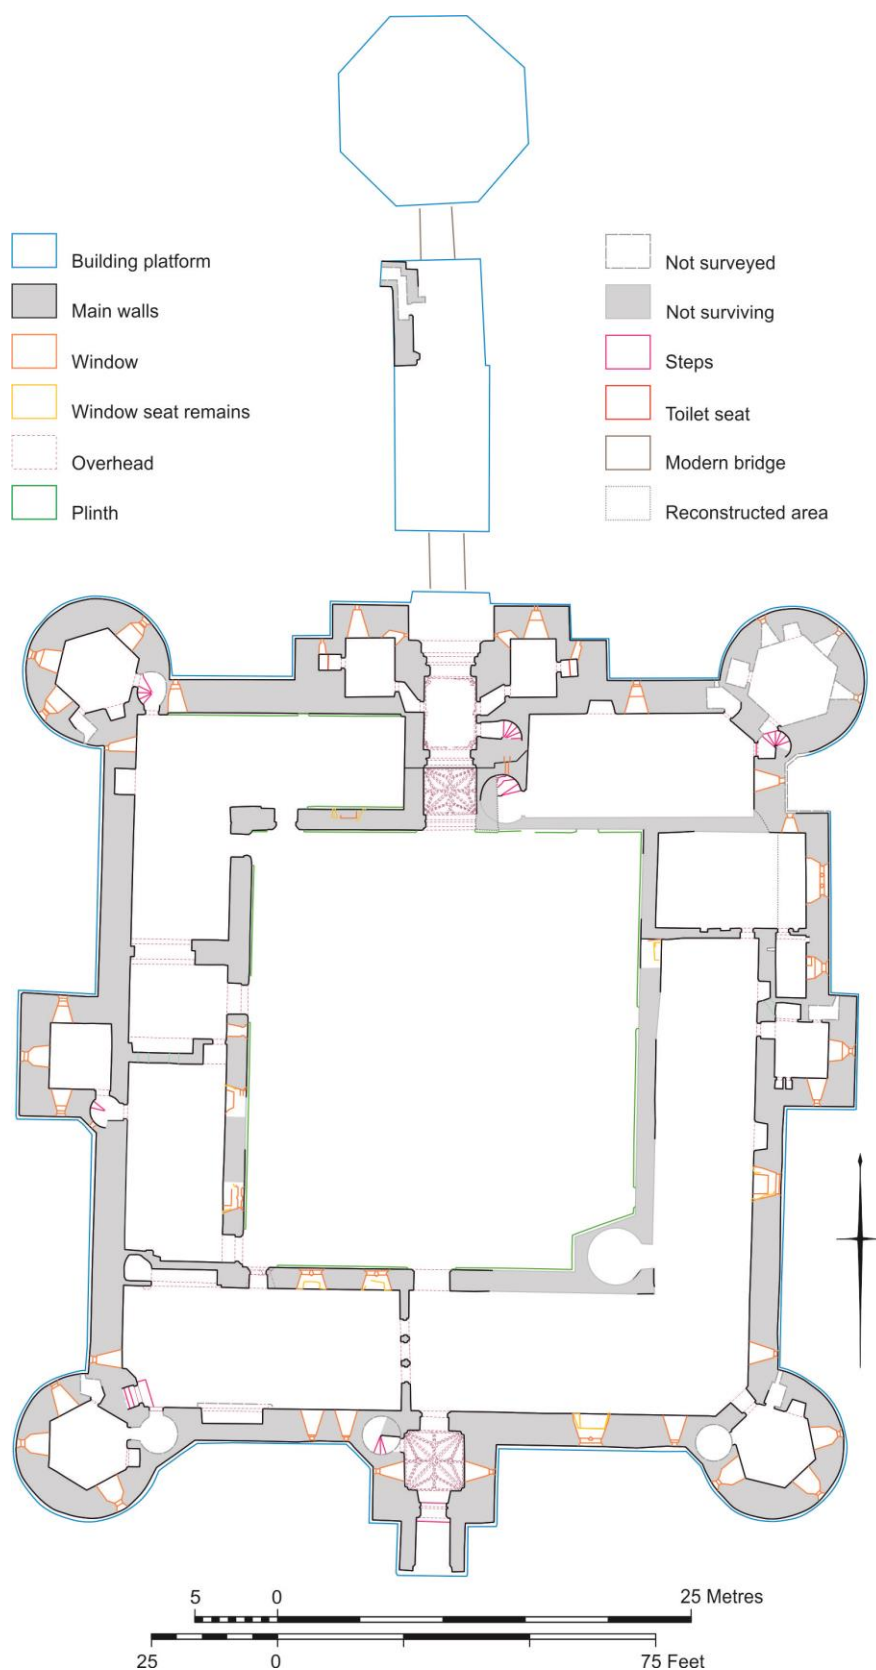 Building platform
Main walls
Window
Window seat remains
Overhead
Plinth
Not surveyed
Not surviving
Steps
Toilet seat
Modern bridge
Reconstructed area
5 0 25 Metres
25 0 75 Feet